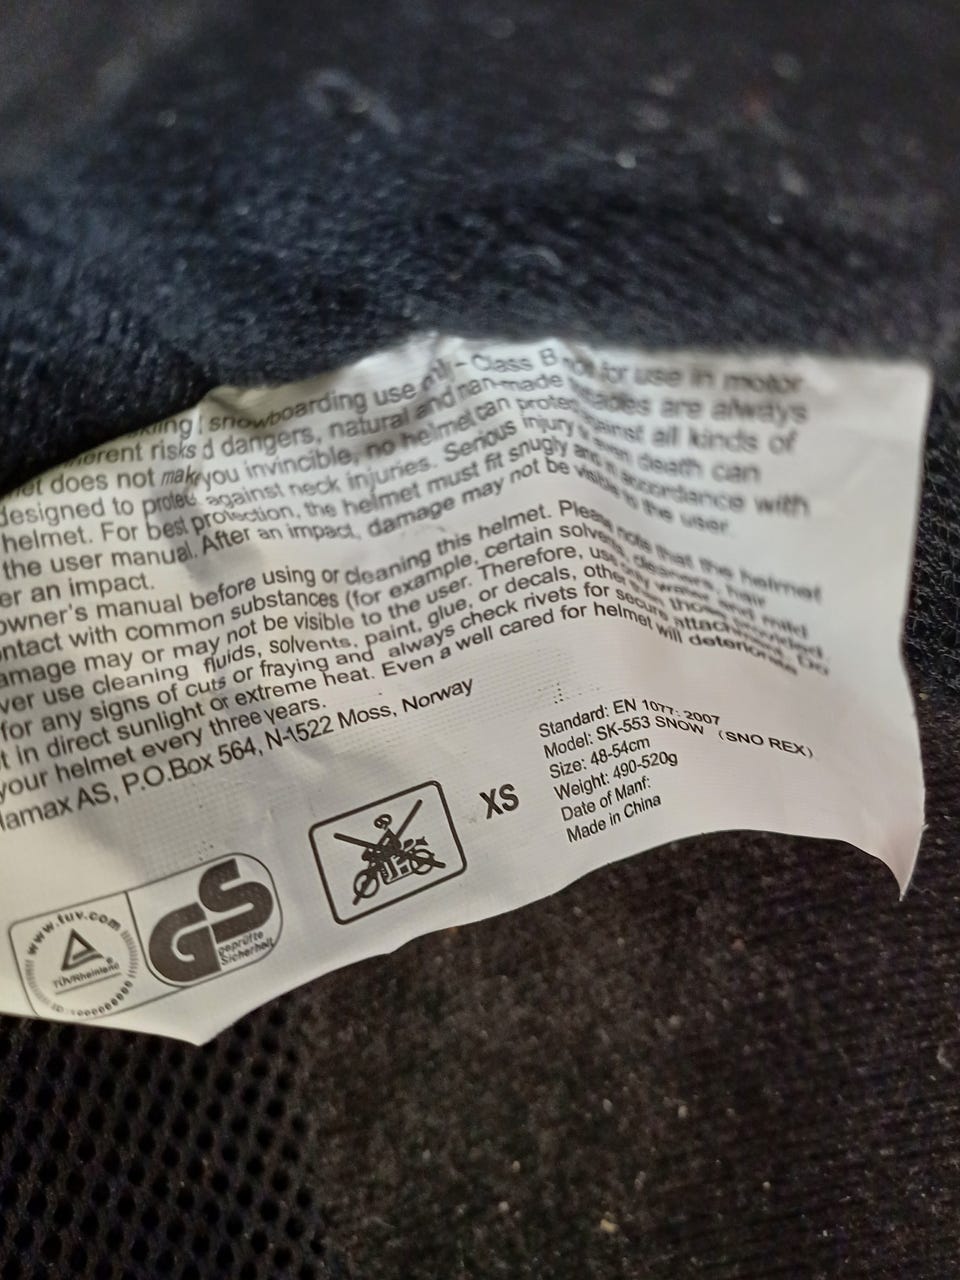 snowboarding use - Class B not for use in motor
risks d dangers, natural and man-made are always
does not make you invincible, no helmet can protect against all kinds of
designed to protect against neck injuries. Serious injury even death can
helmet. For best protection, the helmet must fit snugly and in accordance with
the user manual. After an impact, damage may not be visible to the user
er an impact.
owner's manual before using or cleaning this helmet. Please note that the helmet
ntact with common substances (for example, certain solvents, cleaners, hair
amage may or may not be visible to the user. Therefore, use only water and mild
ver use cleaning fluids, solvents, paint, glue, or decals, other those provided.
for any signs of cuts or fraying and always check rivets for secure attachment. Do
t in direct sunlight or extreme heat. Even a well cared for helmet will deteriorate
your helmet every three years.
amax AS, P.O.Box 564, N-1522 Moss, Norway
Standard: EN 1077: 2007
Model: SK-553 SNOW (SNO REX)
Size: 48-54cm
Weight: 490-520g
Date of Manf:
Made in China
XS
www.tuv.com
TÜVRheinland
GS
geprüfte
Sicherheit